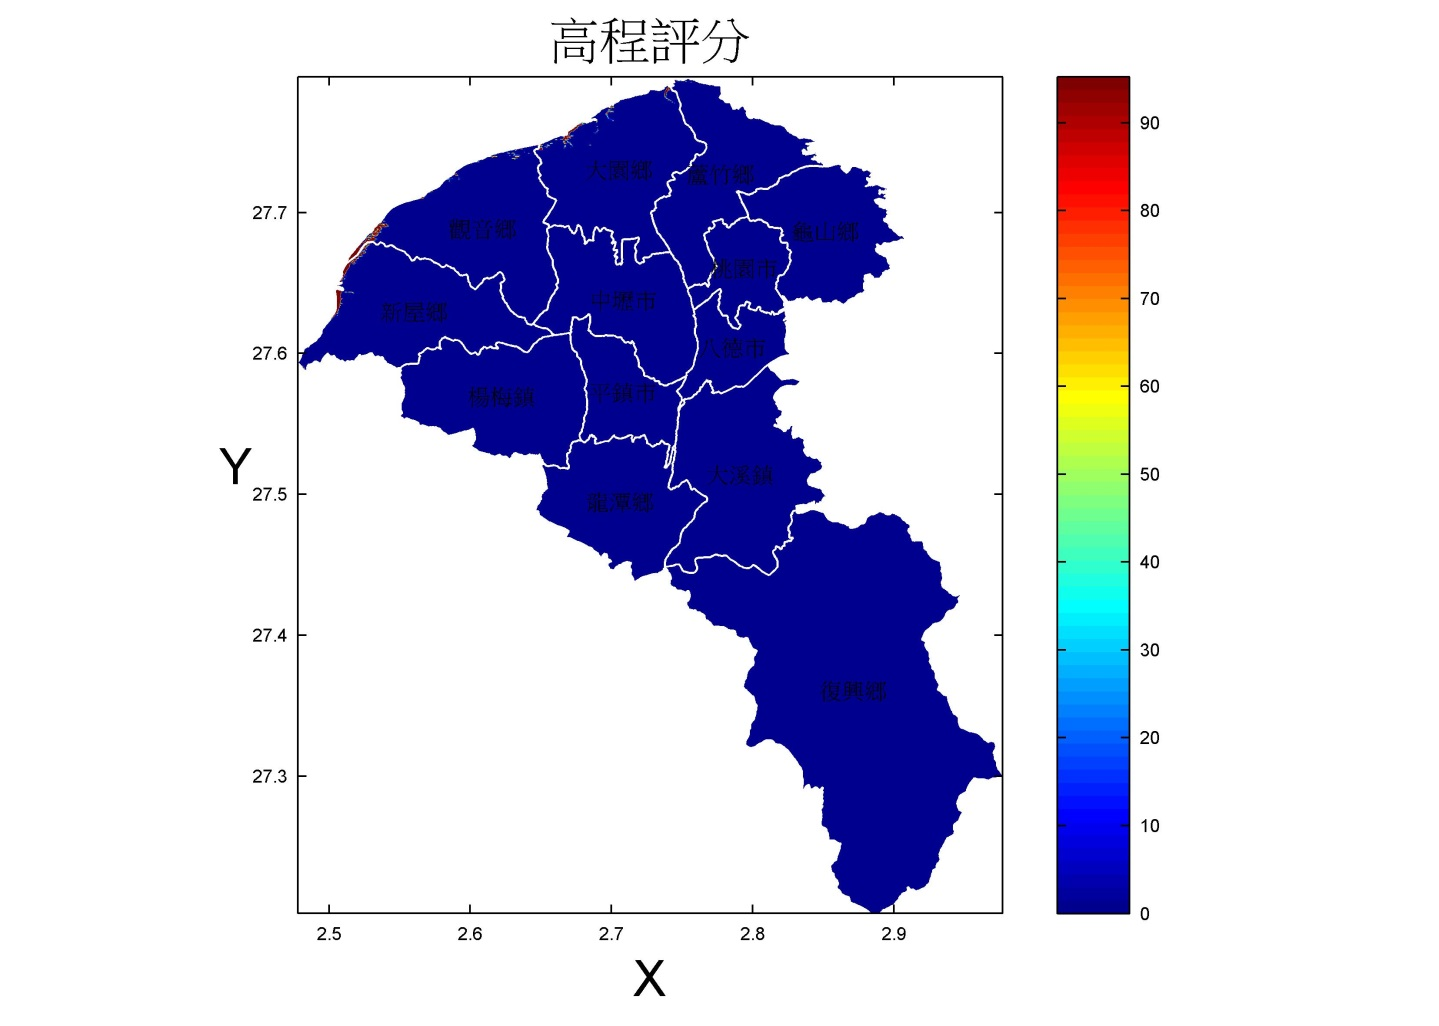 高程評分
90
80
70
60
50
40
30
20
10
0
27.7
27.6
27.5
27.4
27.3
Y
2.5
2.6
2.7
2.8
2.9
X
大園鄉
蘆竹鄉
觀音鄉
龜山鄉
桃園市
中壢市
新屋鄉
八德市
楊梅鎮
平鎮市
大溪鎮
龍潭鄉
復興鄉